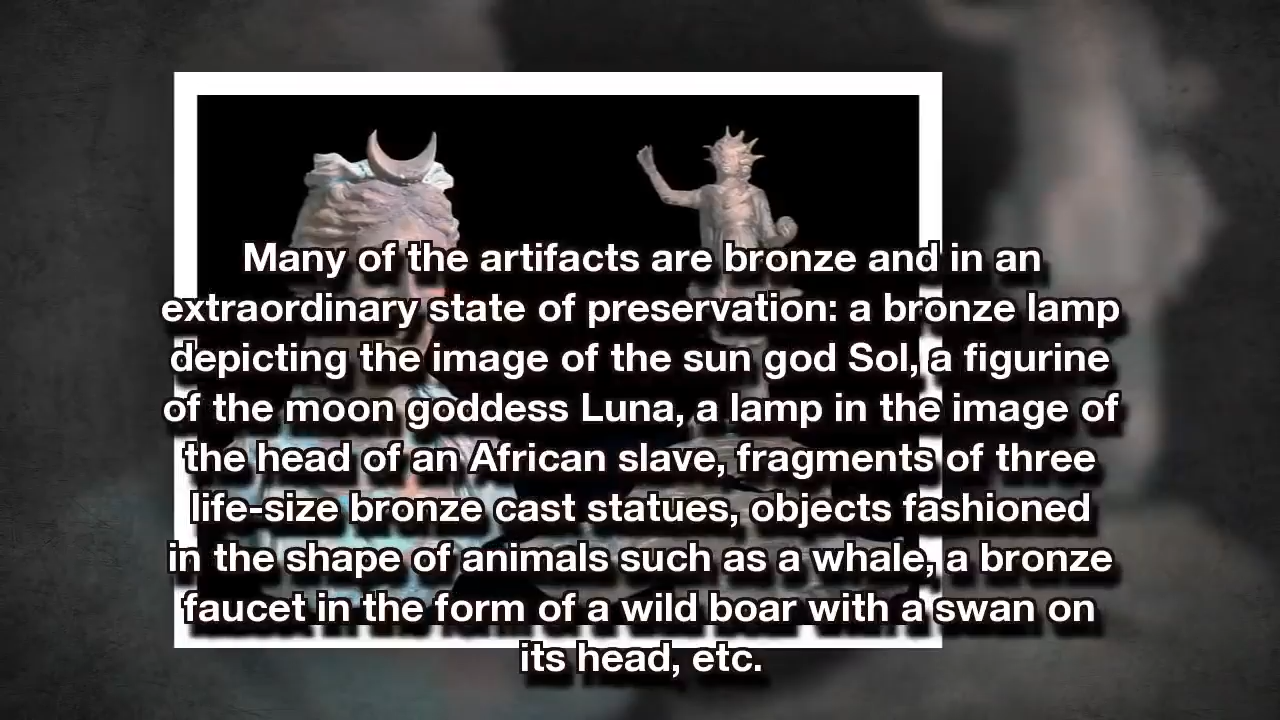 Many of the artifacts are bronze and in an
extraordinary state of preservation: a bronze lamp
depicting the image of the sun god Sol, a figurine
of the moon goddess Luna, a lamp in the image of
the head of an African slave, fragments of three
life-size bronze cast statues, objects fashioned
in the shape of animals such as a whale, a bronze
faucet in the form of a wild boar with a swan on
its head, etc.